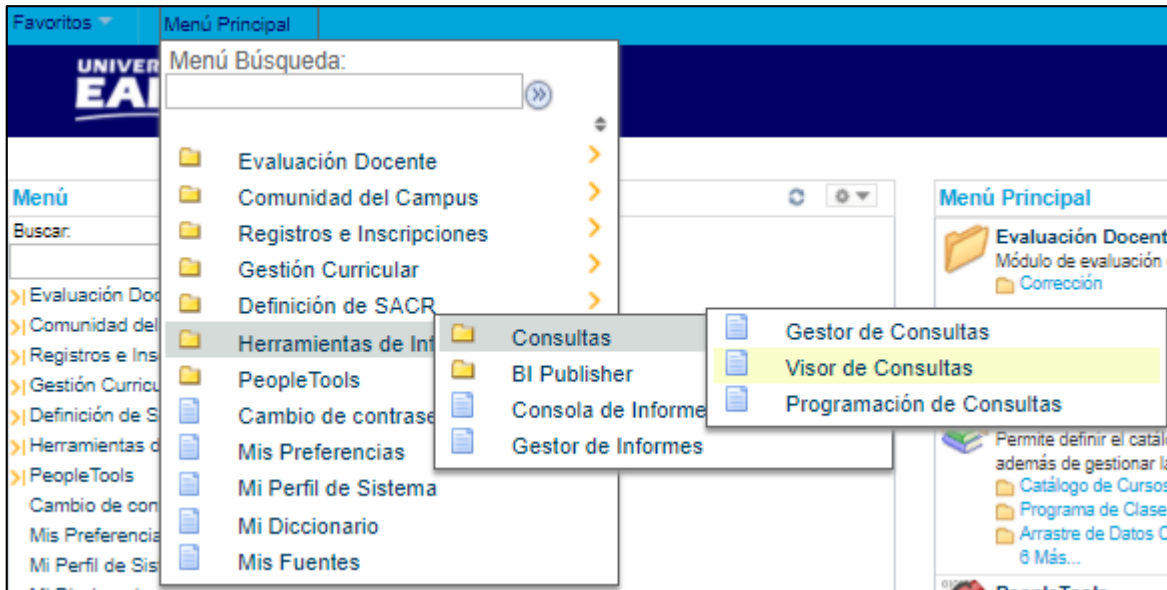 Favoritos
Menú Principal
UNIVER
Menú Búsqueda:
Evaluación Docente
Comunidad del Campus
Registros e Inscripciones
Gestión Curricular
Definición de SACR
Herramientas de Inf
PeopleTools
Cambio de contrase
Mis Preferencias
Mi Perfil de Sistema
Mi Diccionario
Mis Fuentes
Consultas
BI Publisher
Consola de Informe
Gestor de Informes
Gestor de Consultas
Visor de Consultas
Programación de Consultas
Menú
Buscar:
Evaluación Doc
Comunidad del
Registros e Ins
Gestión Curricu
Definición de S
Herramientas d
PeopleTools
Cambio de con
Mis Preferencia
Mi Perfil de Sis
Menú Principal
Evaluación Docent
Módulo de evaluación
Corrección
Permite definir el catál
además de gestionar l
Catálogo de Cursos
Programa de Clase
Arrastre de Datos C
6 Más...